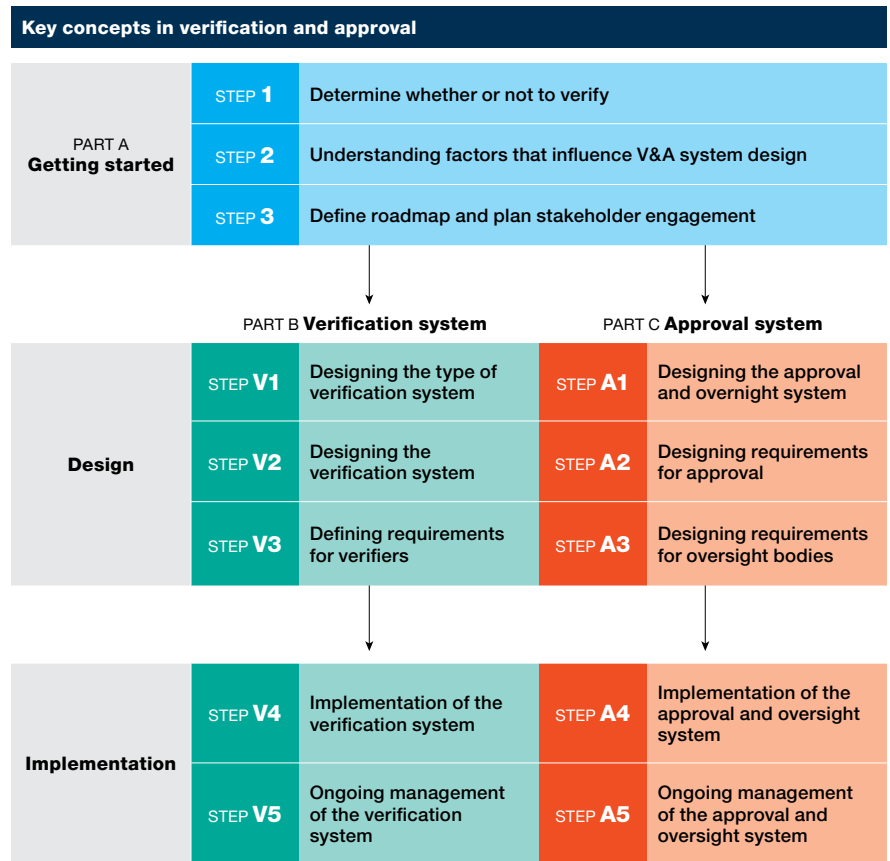 Key concepts in verification and approval
PART A
Getting started
STEP 1
Determine whether or not to verify
STEP 2
Understanding factors that influence V&A system design
STEP 3
Define roadmap and plan stakeholder engagement
PART B Verification system
PART C Approval system
Design
STEP V1
Designing the type of
verification system
STEP A1
Designing the approval
and overnight system
STEP V2
Designing the
verification system
STEP A2
Designing requirements
for approval
STEP V3
Defining requirements
for verifiers
STEP A3
Designing requirements
for oversight bodies
Implementation
STEP V4
Implementation of the
verification system
STEP A4
Implementation of the
approval and oversight
system
STEP V5
Ongoing management
of the verification
system
STEP A5
Ongoing management
of the approval and
oversight system